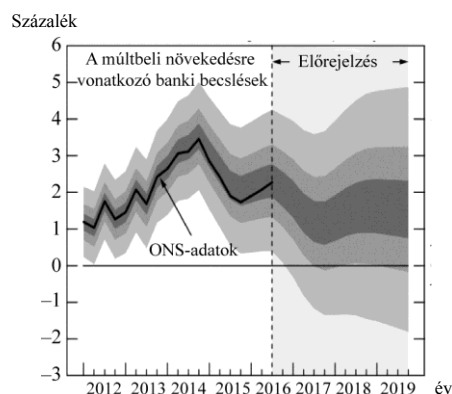 Százalék
6
A múltbeli növekedésre
vonatkozó banki becslések
Előrejelzés
5
4
3
2
1
ONS-adatok
0
−1
−2
−3
2012 2013 2014 2015 2016 2017 2018 2019 év